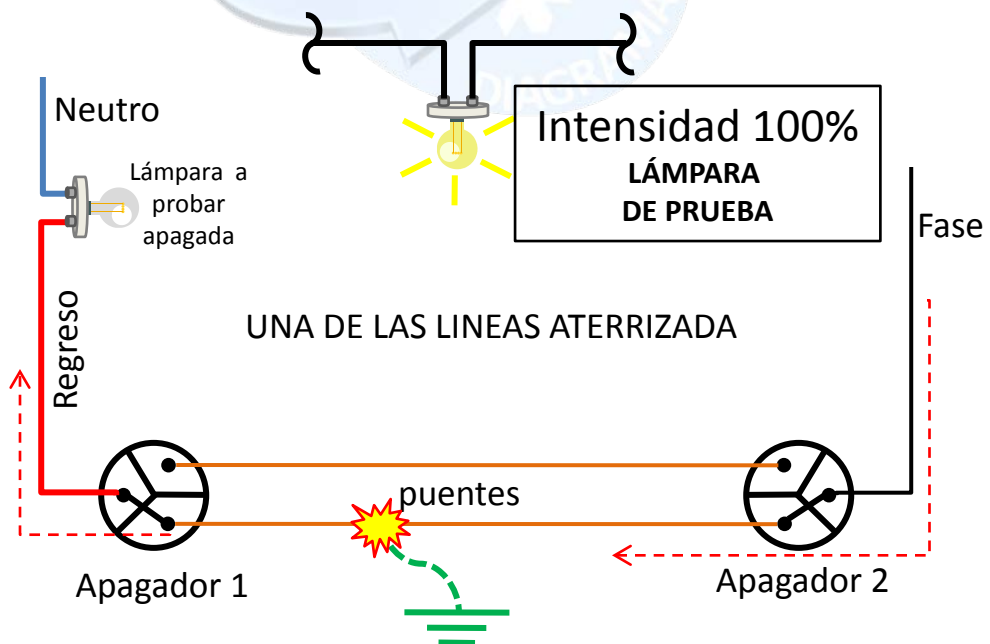 DIAGRAMA
Neutro
Lámpara a
probar
apagada
Intensidad 100%
LÁMPARA
DE PRUEBA
Fase
UNA DE LAS LINEAS ATERRIZADA
Regreso
puentes
Apagador 1
Apagador 2